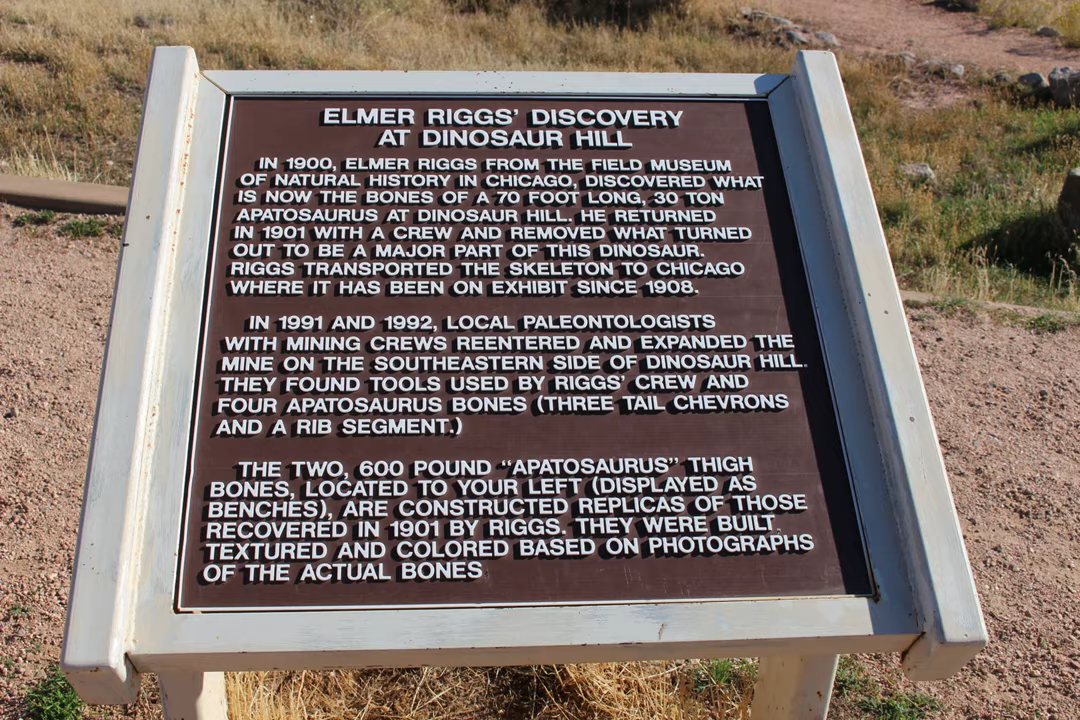 ELMER RIGGS' DISCOVERY
AT DINOSAUR HILL
IN 1900, ELMER RIGGS FROM THE FIELD MUSEUM
OF NATURAL HISTORY IN CHICAGO, DISCOVERED WHAT
IS NOW THE BONES OF A 70 FOOT LONG, 30 TON
APATOSAURUS AT DINOSAUR HILL. HE RETURNED
IN 1901 WITH A CREW AND REMOVED WHAT TURNED
OUT TO BE A MAJOR PART OF THIS DINOSAUR.
RIGGS TRANSPORTED THE SKELETON TO CHICAGO
WHERE IT HAS BEEN ON EXHIBIT SINCE 1908.
IN 1991 AND 1992, LOCAL PALEONTOLOGISTS
WITH MINING CREWS REENTERED AND EXPANDED THE
MINE ON THE SOUTHEASTERN SIDE OF DINOSAUR HILL.
THEY FOUND TOOLS USED BY RIGGS' CREW AND
FOUR APATOSAURUS BONES (THREE TAIL CHEVRONS
AND A RIB SEGMENT.)
THE TWO, 600 POUND "APATOSAURUS" THIGH
BONES, LOCATED TO YOUR LEFT (DISPLAYED AS
BENCHES), ARE CONSTRUCTED REPLICAS OF THOSE
RECOVERED IN 1901 BY RIGGS. THEY WERE BUILT,
TEXTURED AND COLORED BASED ON PHOTOGRAPHS
OF THE ACTUAL BONES